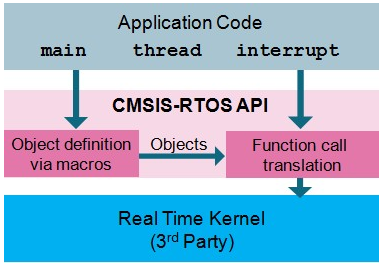 Application Code
main thread interrupt
CMSIS-RTOS API
Object definition
via macros
Objects
Function call
translation
Real Time Kernel
(3rd Party)